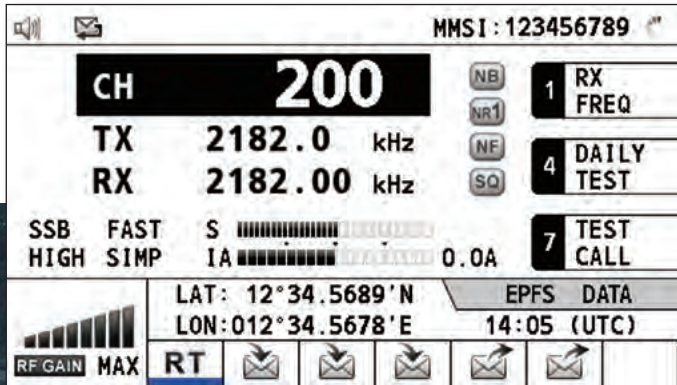 MMSI:123456789
CH 200
TX 2182.0 kHz
RX 2182.00 kHz
NB
NR1
NF
SQ
1 RX FREQ
4 DAILY TEST
7 TEST CALL
SSB FAST S
HIGH SIMP IA 0.0A
LAT: 12°34.5689'N
LON:012°34.5678'E
EPFS DATA
14:05 (UTC)
RF GAIN MAX
RT